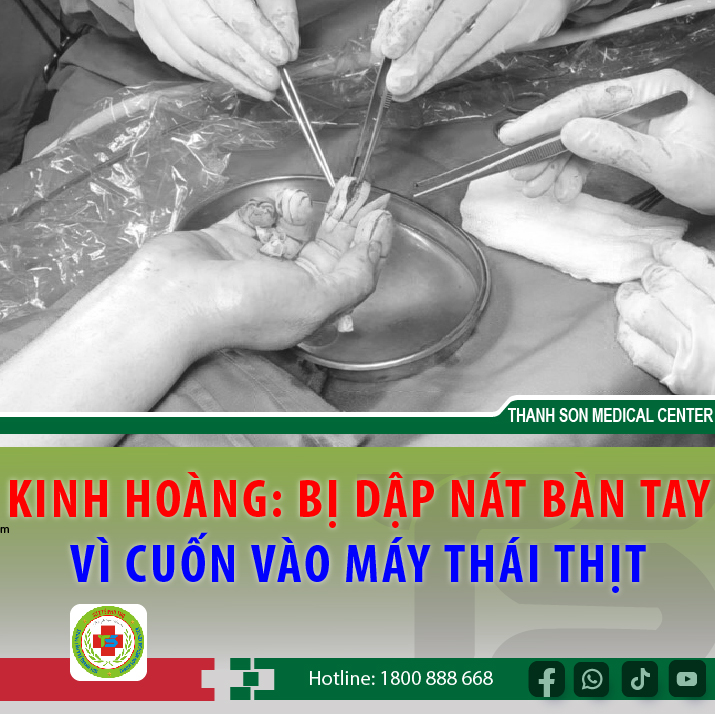 THANH SON MEDICAL CENTER
KINH HOÀNG: BỊ DẬP NÁT BÀN TAY
m
VÌ CUỐN VÀO MÁY THÁI THỊT
TS
Hotline: 1800 888 668